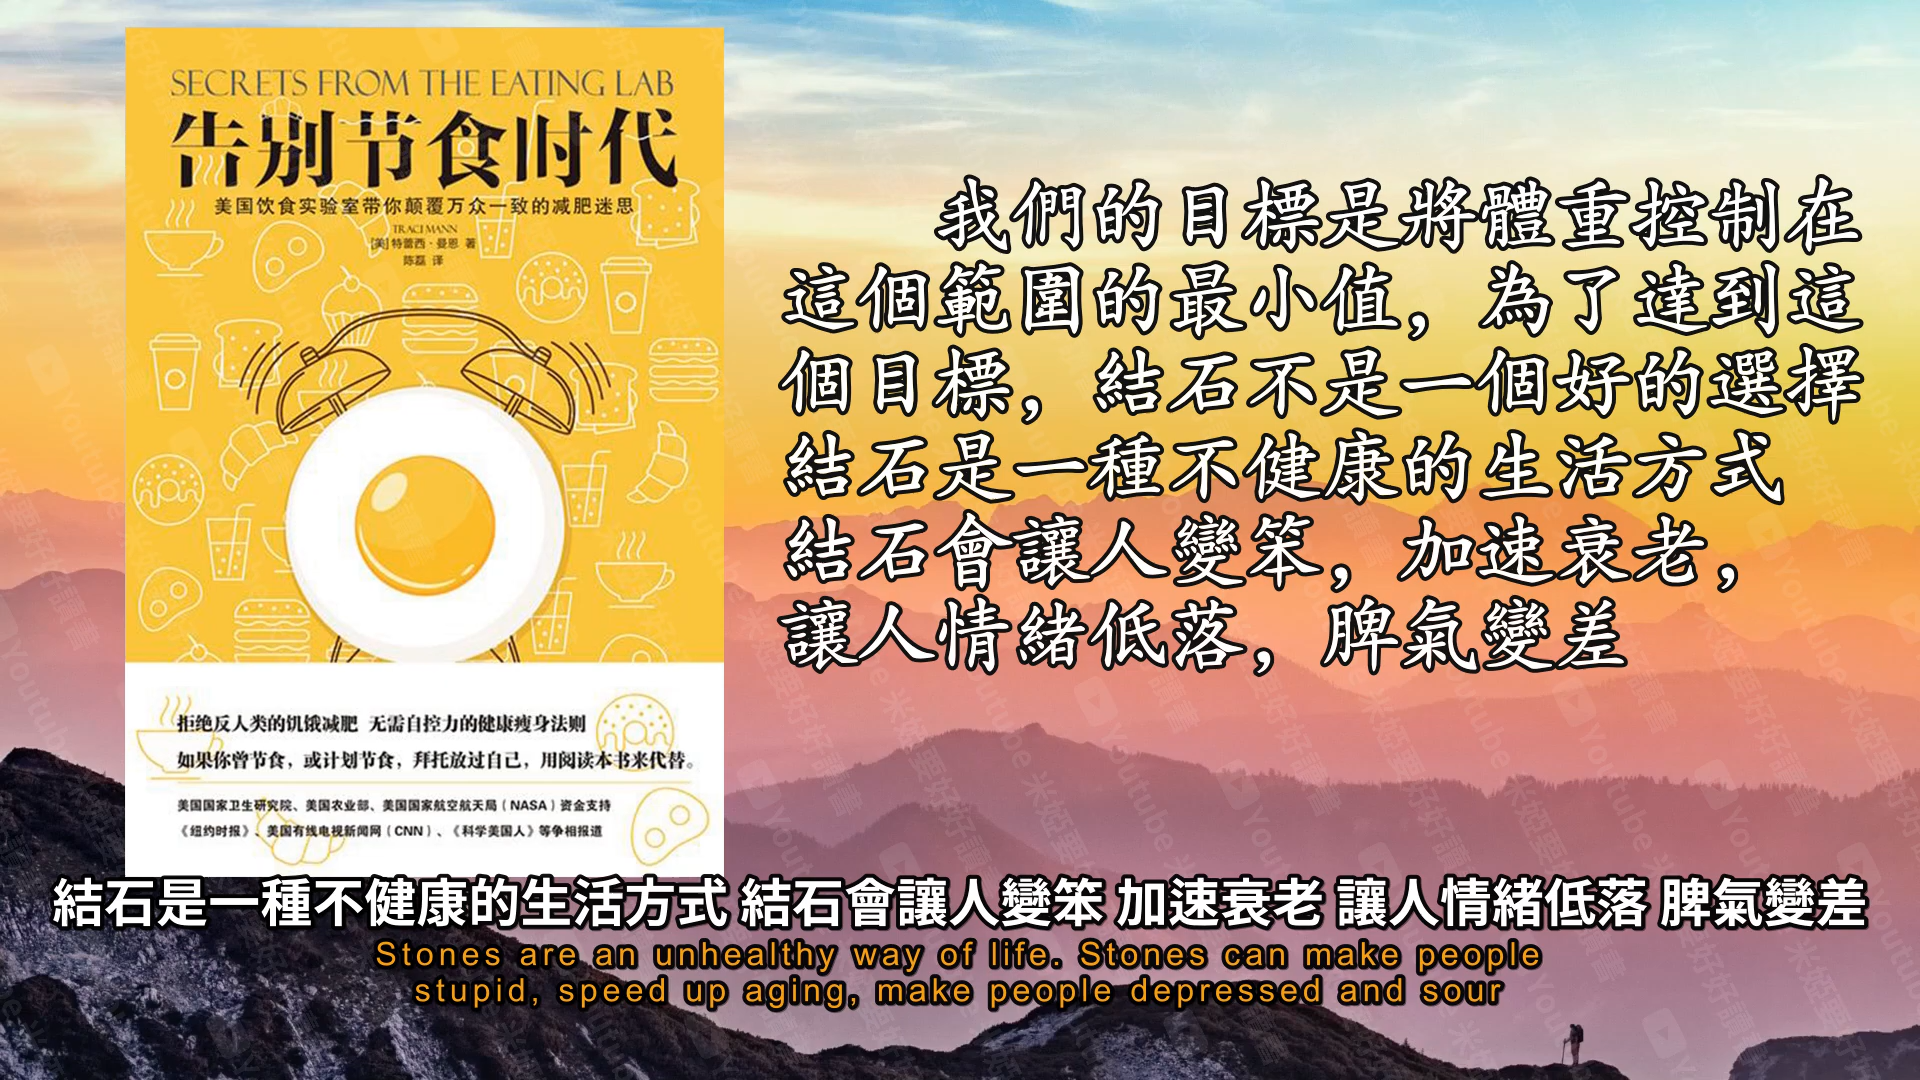 SECRETS FROM THE EATING LAB
告别节食时代
美国饮食实验室带你颠覆万众一致的减肥迷思
TRACI MANN
[美]特蕾西·曼恩 著
陈磊 译
拒绝反人类的饥饿减肥 无需自控力的健康瘦身法则
如果你曾节食，或计划节食，拜托放过自己，用阅读本书来代替。
美国国家卫生研究院、美国农业部、美国国家航空航天局（NASA）资金支持
《纽约时报》、美国有线电视新闻网（CNN）、《科学美国人》等争相报道
我們的目標是將體重控制在
這個範圍的最小值，為了達到這
個目標，結石不是一個好的選擇
結石是一種不健康的生活方式
結石會讓人變笨，加速衰老，
讓人情緒低落，脾氣變差
結石是一種不健康的生活方式 結石會讓人變笨 加速衰老 讓人情緒低落 脾氣變差
Stones are an unhealthy way of life. Stones can make people
stupid, speed up aging, make people depressed and sour